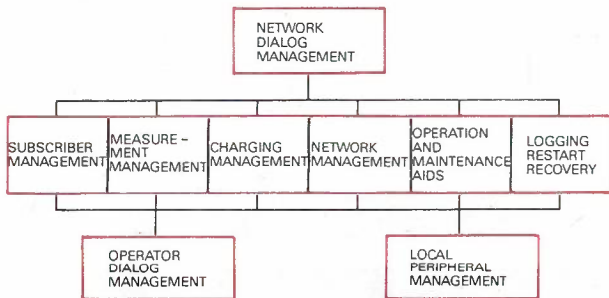 NETWORK
DIALOG
MANAGEMENT
SUBSCRIBER
MANAGEMENT
MEASURE –
MENT
MANAGEMENT
CHARGING
MANAGEMENT
NETWORK
MANAGEMENT
OPERATION
AND
MAINTENANCE
AIDS
LOGGING
RESTART
RECOVERY
OPERATOR
DIALOG
MANAGEMENT
LOCAL
PERIPHERAL
MANAGEMENT